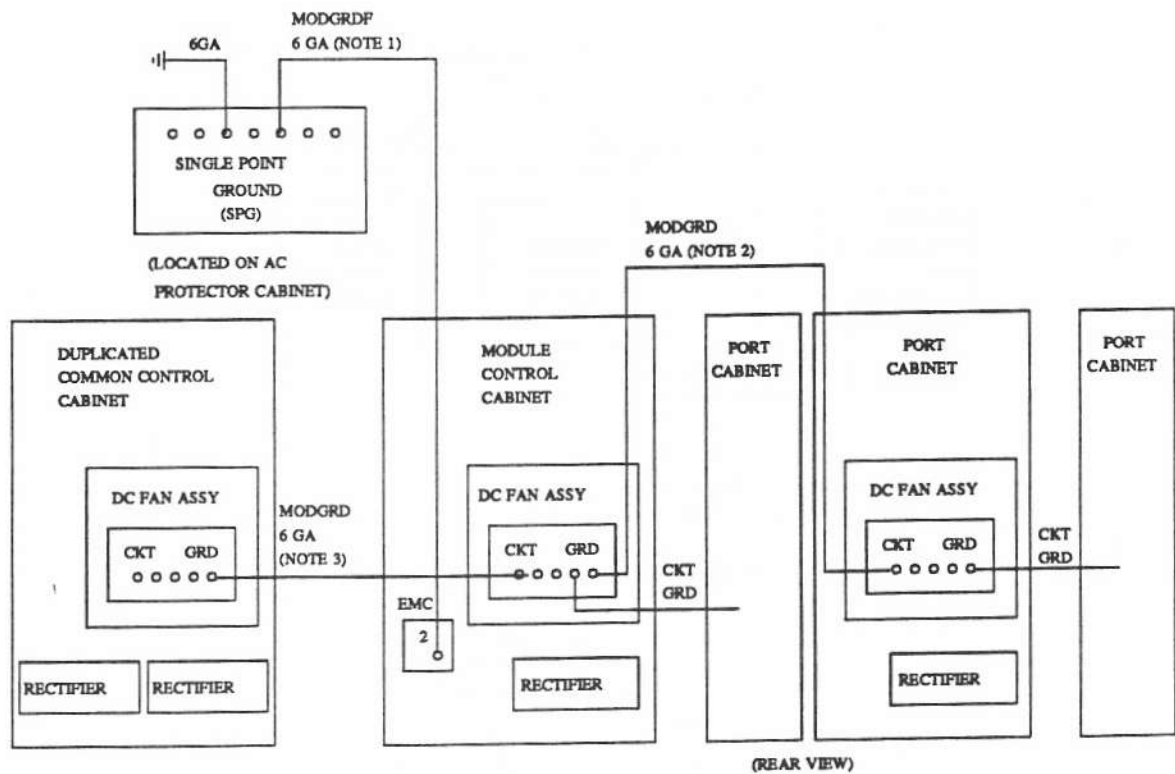 MODGRDF
6GA
6 GA (NOTE 1)
SINGLE POINT
GROUND
(SPG)
(LOCATED ON AC
PROTECTOR CABINET)
MODGRD
6 GA (NOTE 2)
DUPLICATED
COMMON CONTROL
CABINET
MODULE
CONTROL
CABINET
PORT
CABINET
PORT
CABINET
PORT
CABINET
DC FAN ASSY
CKT GRD
MODGRD
6 GA
(NOTE 3)
DC FAN ASSY
CKT GRD
CKT
GRD
DC FAN ASSY
CKT GRD
CKT
GRD
EMC
2
RECTIFIER
RECTIFIER
RECTIFIER
RECTIFIER
(REAR VIEW)